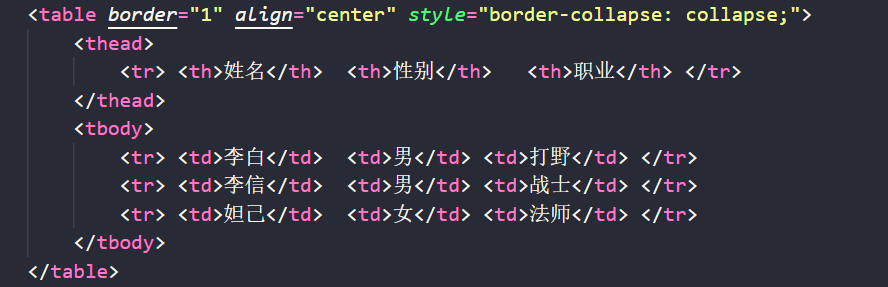 <table border="1" align="center" style="border-collapse: collapse;">
    <thead>
        <tr> <th>姓名</th>  <th>性别</th>   <th>职业</th> </tr>
    </thead>
    <tbody>
        <tr> <td>李白</td>  <td>男</td> <td>打野</td> </tr>
        <tr> <td>李信</td>  <td>男</td> <td>战士</td> </tr>
        <tr> <td>妲己</td>  <td>女</td> <td>法师</td> </tr>
    </tbody>
</table>